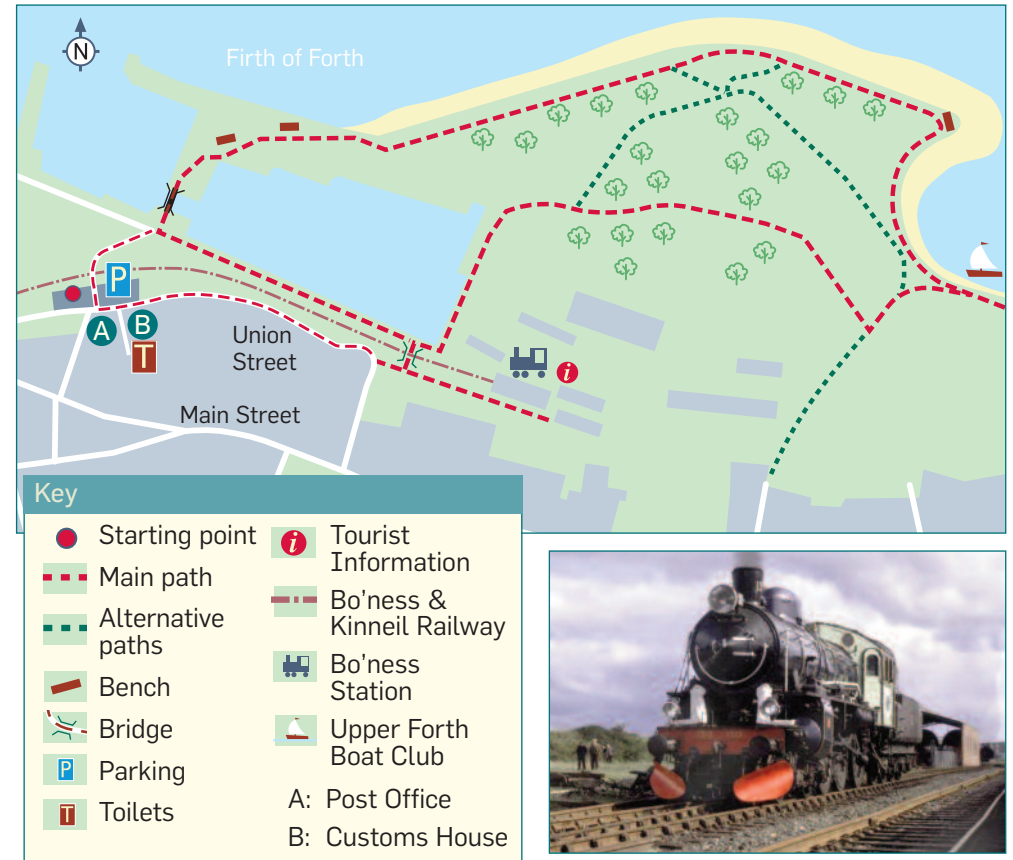 N
Firth of Forth
P
A
B
T
Union
Street
Main Street
i
Key
Starting point
Main path
Alternative
paths
Bench
Bridge
P
Parking
T
Toilets
i
Tourist
Information
Bo'ness &
Kinneil Railway
Bo'ness
Station
Upper Forth
Boat Club
A: Post Office
B: Customs House